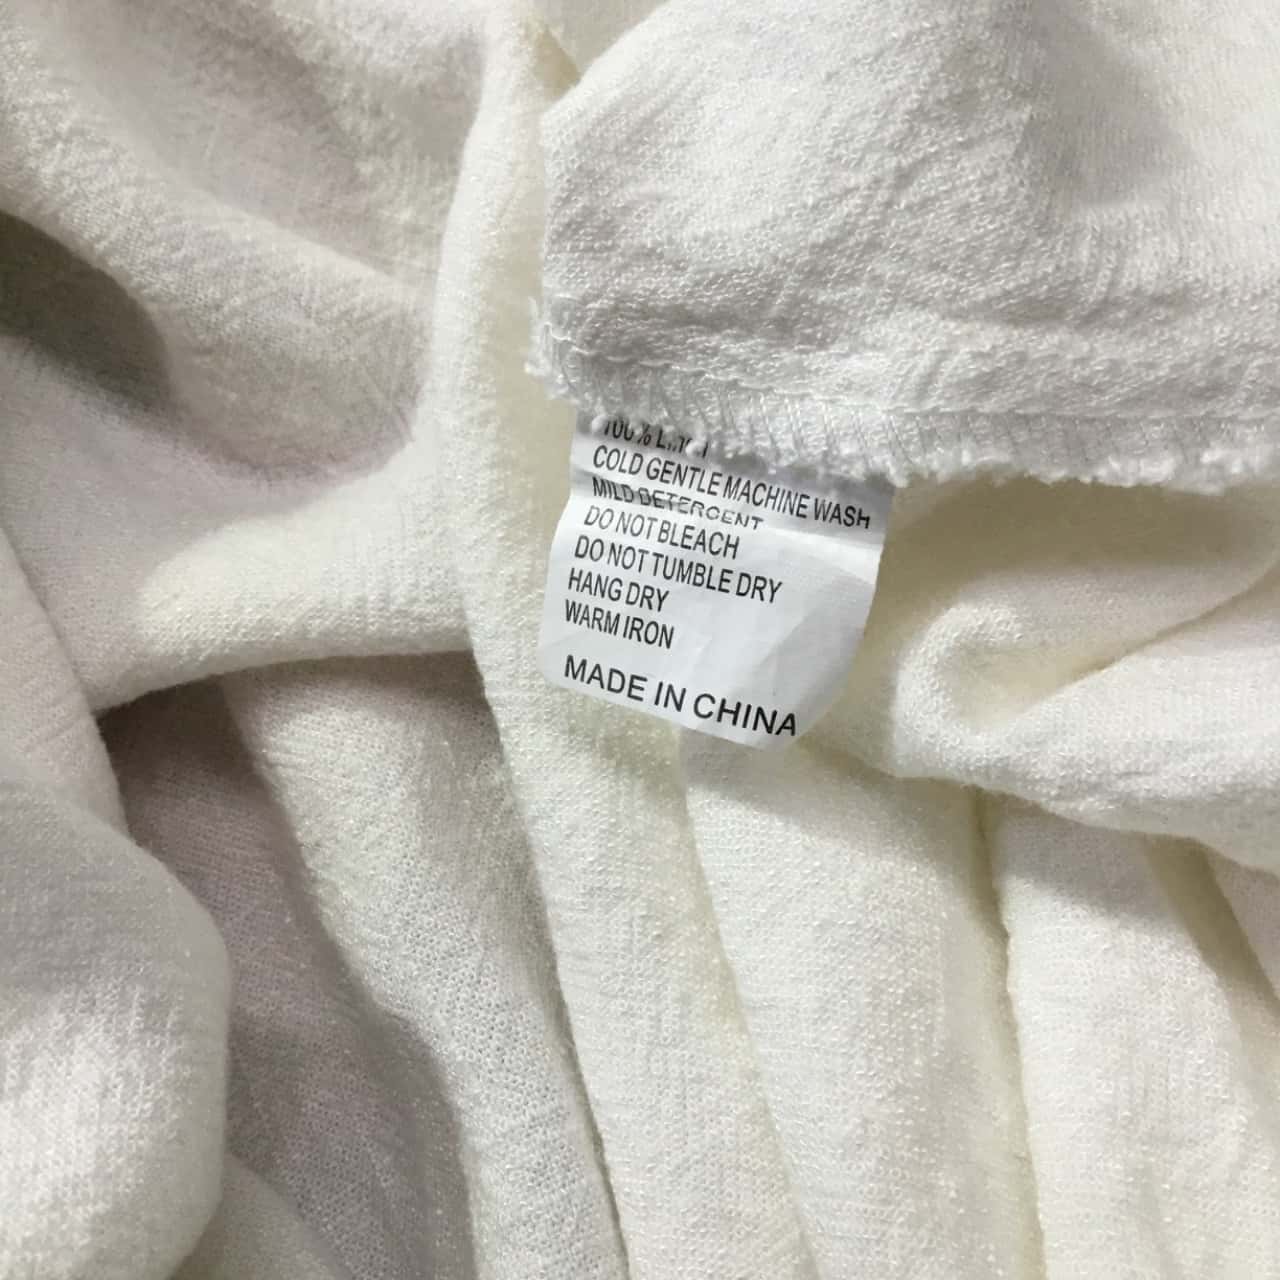 100% Linen
COLD GENTLE MACHINE WASH
MILD DETERGENT
DO NOT BLEACH
DO NOT TUMBLE DRY
HANG DRY
WARM IRON
MADE IN CHINA